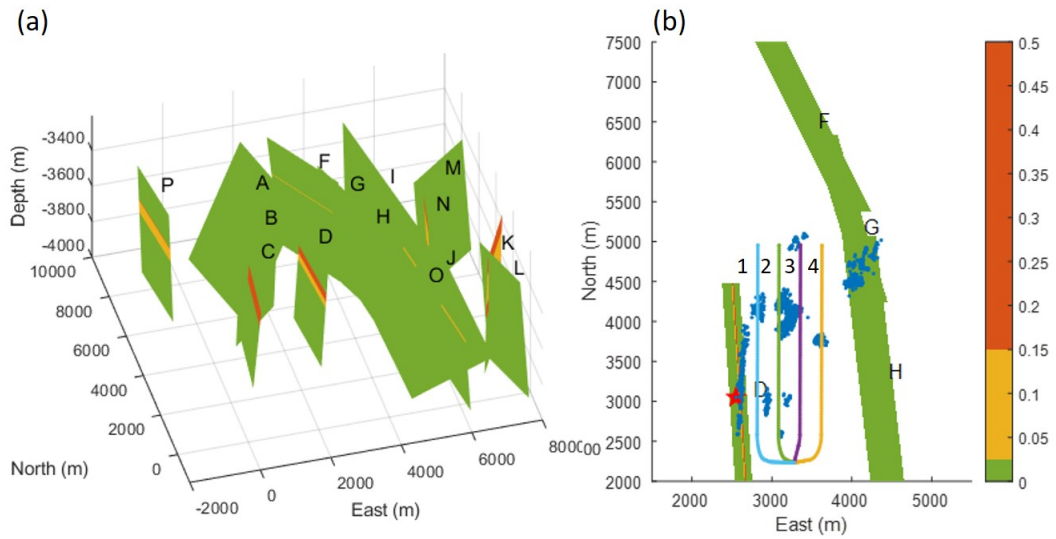 (a)
Depth (m)
-3400
-3600
-3800
-4000
10000
8000
6000
4000
2000
0
North (m)
-2000
0
2000
4000
6000
8000
East (m)
P
A
B
C
F
D
G
I
H
M
N
J
O
K
L
(b)
North (m)
7500
7000
6500
6000
5500
5000
4500
4000
3500
3000
2500
2000
2000
3000
4000
5000
East (m)
F
G
H
D
1
2
3
4
0.5
0.45
0.4
0.35
0.3
0.25
0.2
0.15
0.1
0.05
0